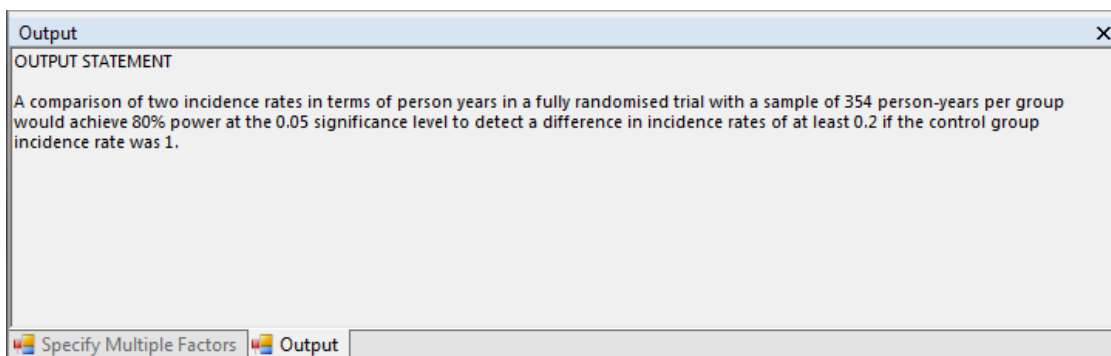 Output
OUTPUT STATEMENT
A comparison of two incidence rates in terms of person years in a fully randomised trial with a sample of 354 person-years per group
would achieve 80% power at the 0.05 significance level to detect a difference in incidence rates of at least 0.2 if the control group
incidence rate was 1.
Specify Multiple Factors Output